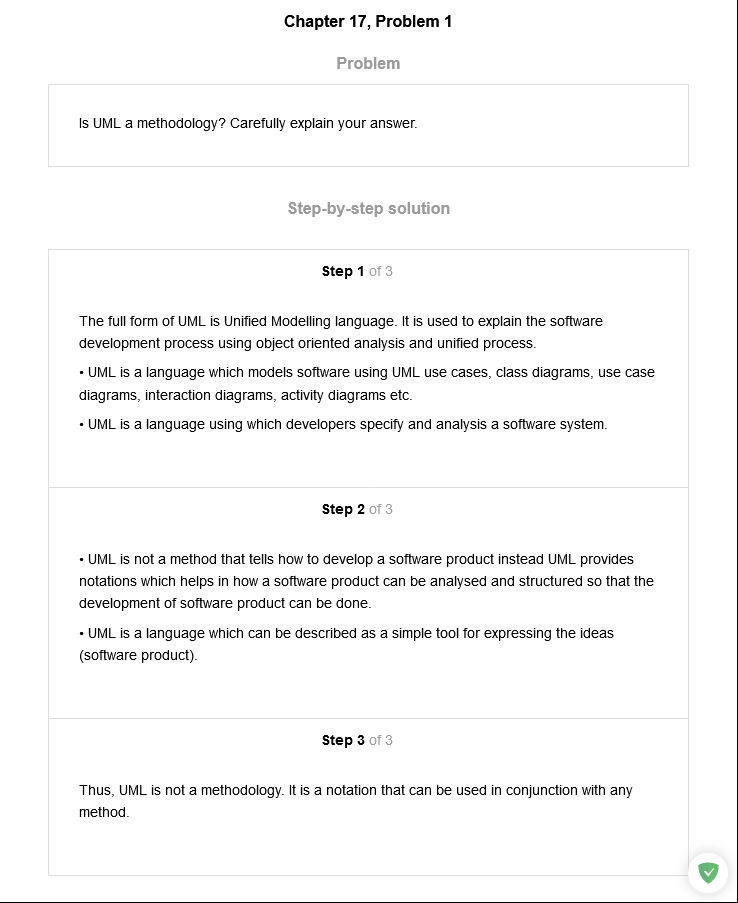 Chapter 17, Problem 1
Problem
Is UML a methodology? Carefully explain your answer.
Step-by-step solution
Step 1 of 3
The full form of UML is Unified Modelling language. It is used to explain the software
development process using object oriented analysis and unified process.
• UML is a language which models software using UML use cases, class diagrams, use case
diagrams, interaction diagrams, activity diagrams etc.
• UML is a language using which developers specify and analysis a software system.
Step 2 of 3
• UML is not a method that tells how to develop a software product instead UML provides
notations which helps in how a software product can be analysed and structured so that the
development of software product can be done.
• UML is a language which can be described as a simple tool for expressing the ideas
(software product).
Step 3 of 3
Thus, UML is not a methodology. It is a notation that can be used in conjunction with any
method.